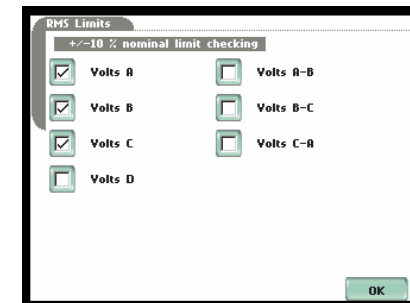 RMS Limits
+/-10 % nominal limit checking
Volts A
Volts A-B
Volts B
Volts B-C
Volts C
Volts C-A
Volts D
OK